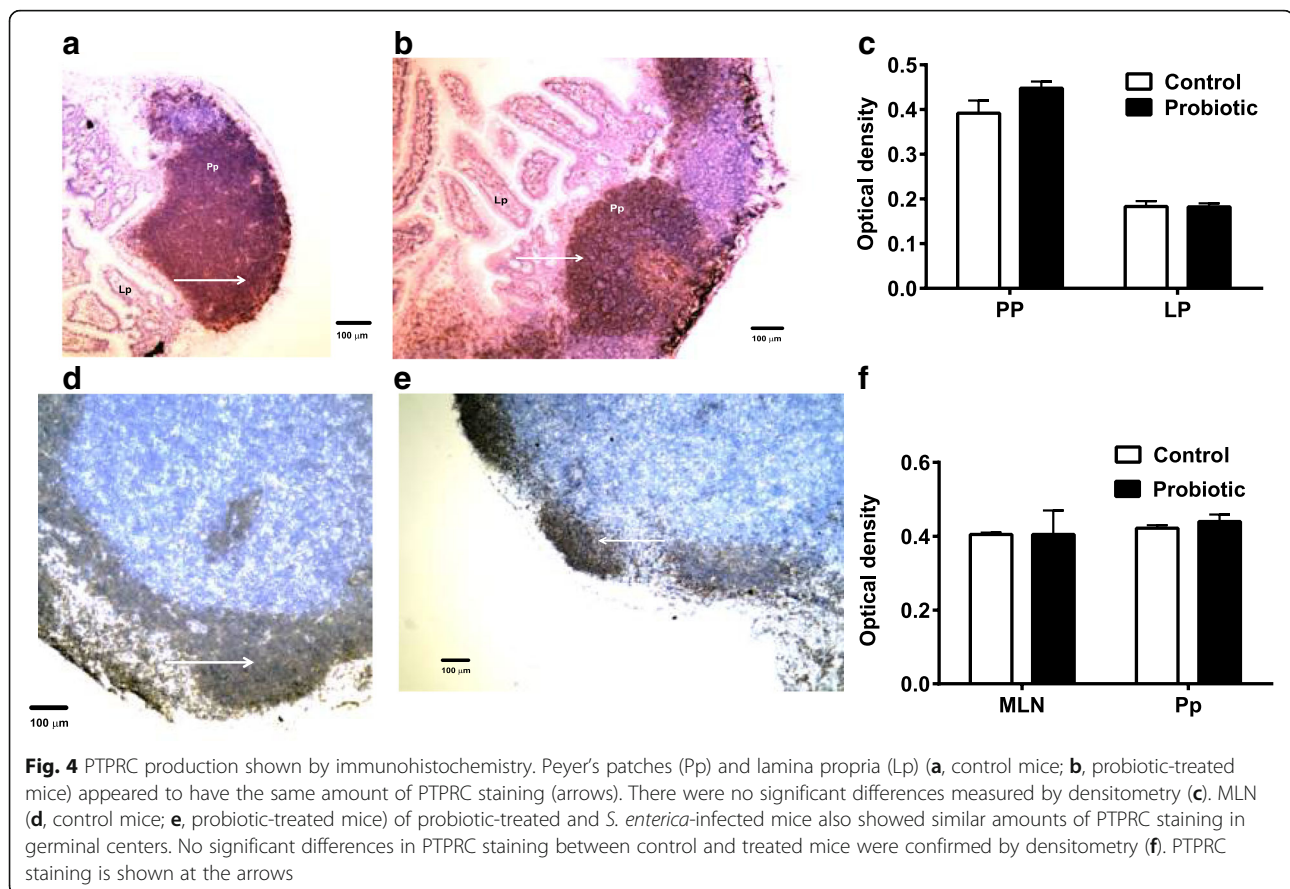 a
Pp
Lp
100 µm
b
Lp
Pp
100 µm
c
Optical density
0.5
0.4
0.3
0.2
0.1
0.0
Control
Probiotic
PP LP
d
100 µm
e
100 µm
f
Optical density
0.6
0.4
0.2
0.0
Control
Probiotic
MLN Pp
Fig. 4 PTPRC production shown by immunohistochemistry. Peyer's patches (Pp) and lamina propria (Lp) (a, control mice; b, probiotic-treated
mice) appeared to have the same amount of PTPRC staining (arrows). There were no significant differences measured by densitometry (c). MLN
(d, control mice; e, probiotic-treated mice) of probiotic-treated and S. enterica-infected mice also showed similar amounts of PTPRC staining in
germinal centers. No significant differences in PTPRC staining between control and treated mice were confirmed by densitometry (f). PTPRC
staining is shown at the arrows